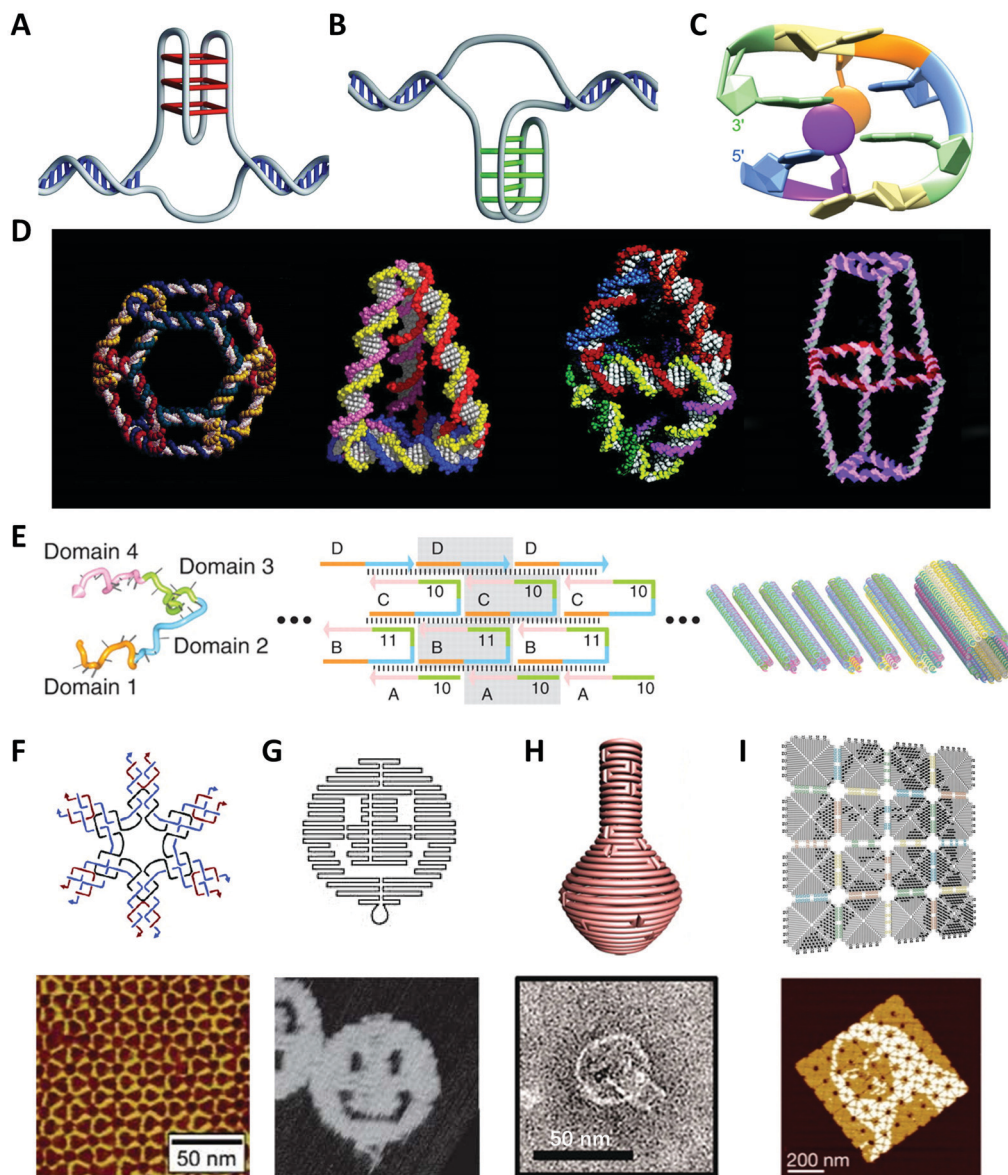 A
B
C
3'
5'
D
E
Domain 4
Domain 3
Domain 2
Domain 1
•••
D D D
10 10
C C C
11 11 11
B B B
10 10 10
A A A
•••
F
G
H
I
50 nm
50 nm
200 nm